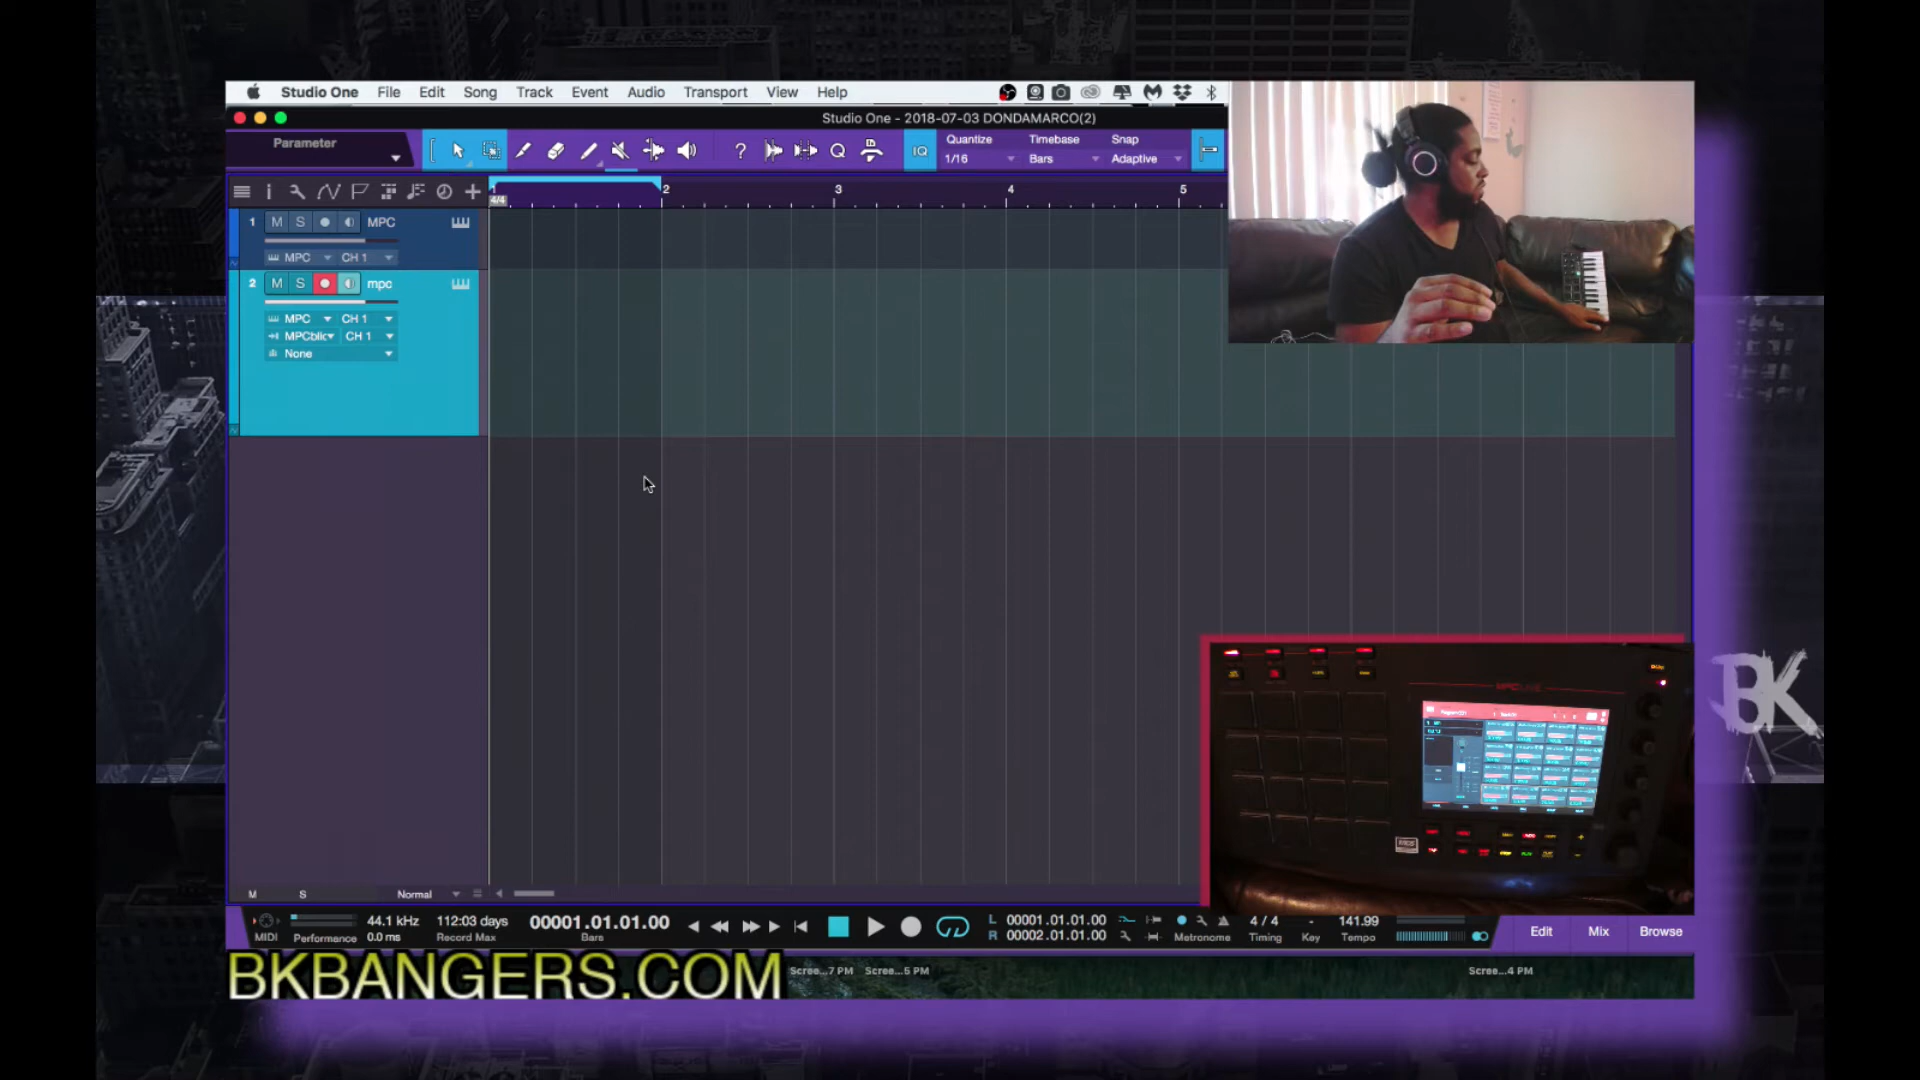 Studio One File Edit Song Track Event Audio Transport View Help
Studio One - 2018-07-03 DONDAMARCO(2)
Parameter
? Q IQ
Quantize Timebase Snap
1/16 Bars Adaptive
1 2 3 4 5
4/4
1 M S MPC
MPC CH 1
2 M S mpc
MPC CH 1
MPCblic CH 1
None
BK
M S Normal
MIDI
Performance
44.1 kHz
0.0 ms
112:03 days
Record Max
00001.01.01.00
Bars
L 00001.01.01.00
R 00002.01.01.00
Metronome
4 / 4
Timing
-
Key
141.99
Tempo
Edit Mix Browse
BKBANGERS.COM
Scree...7 PM Scree...5 PM Scree...4 PM